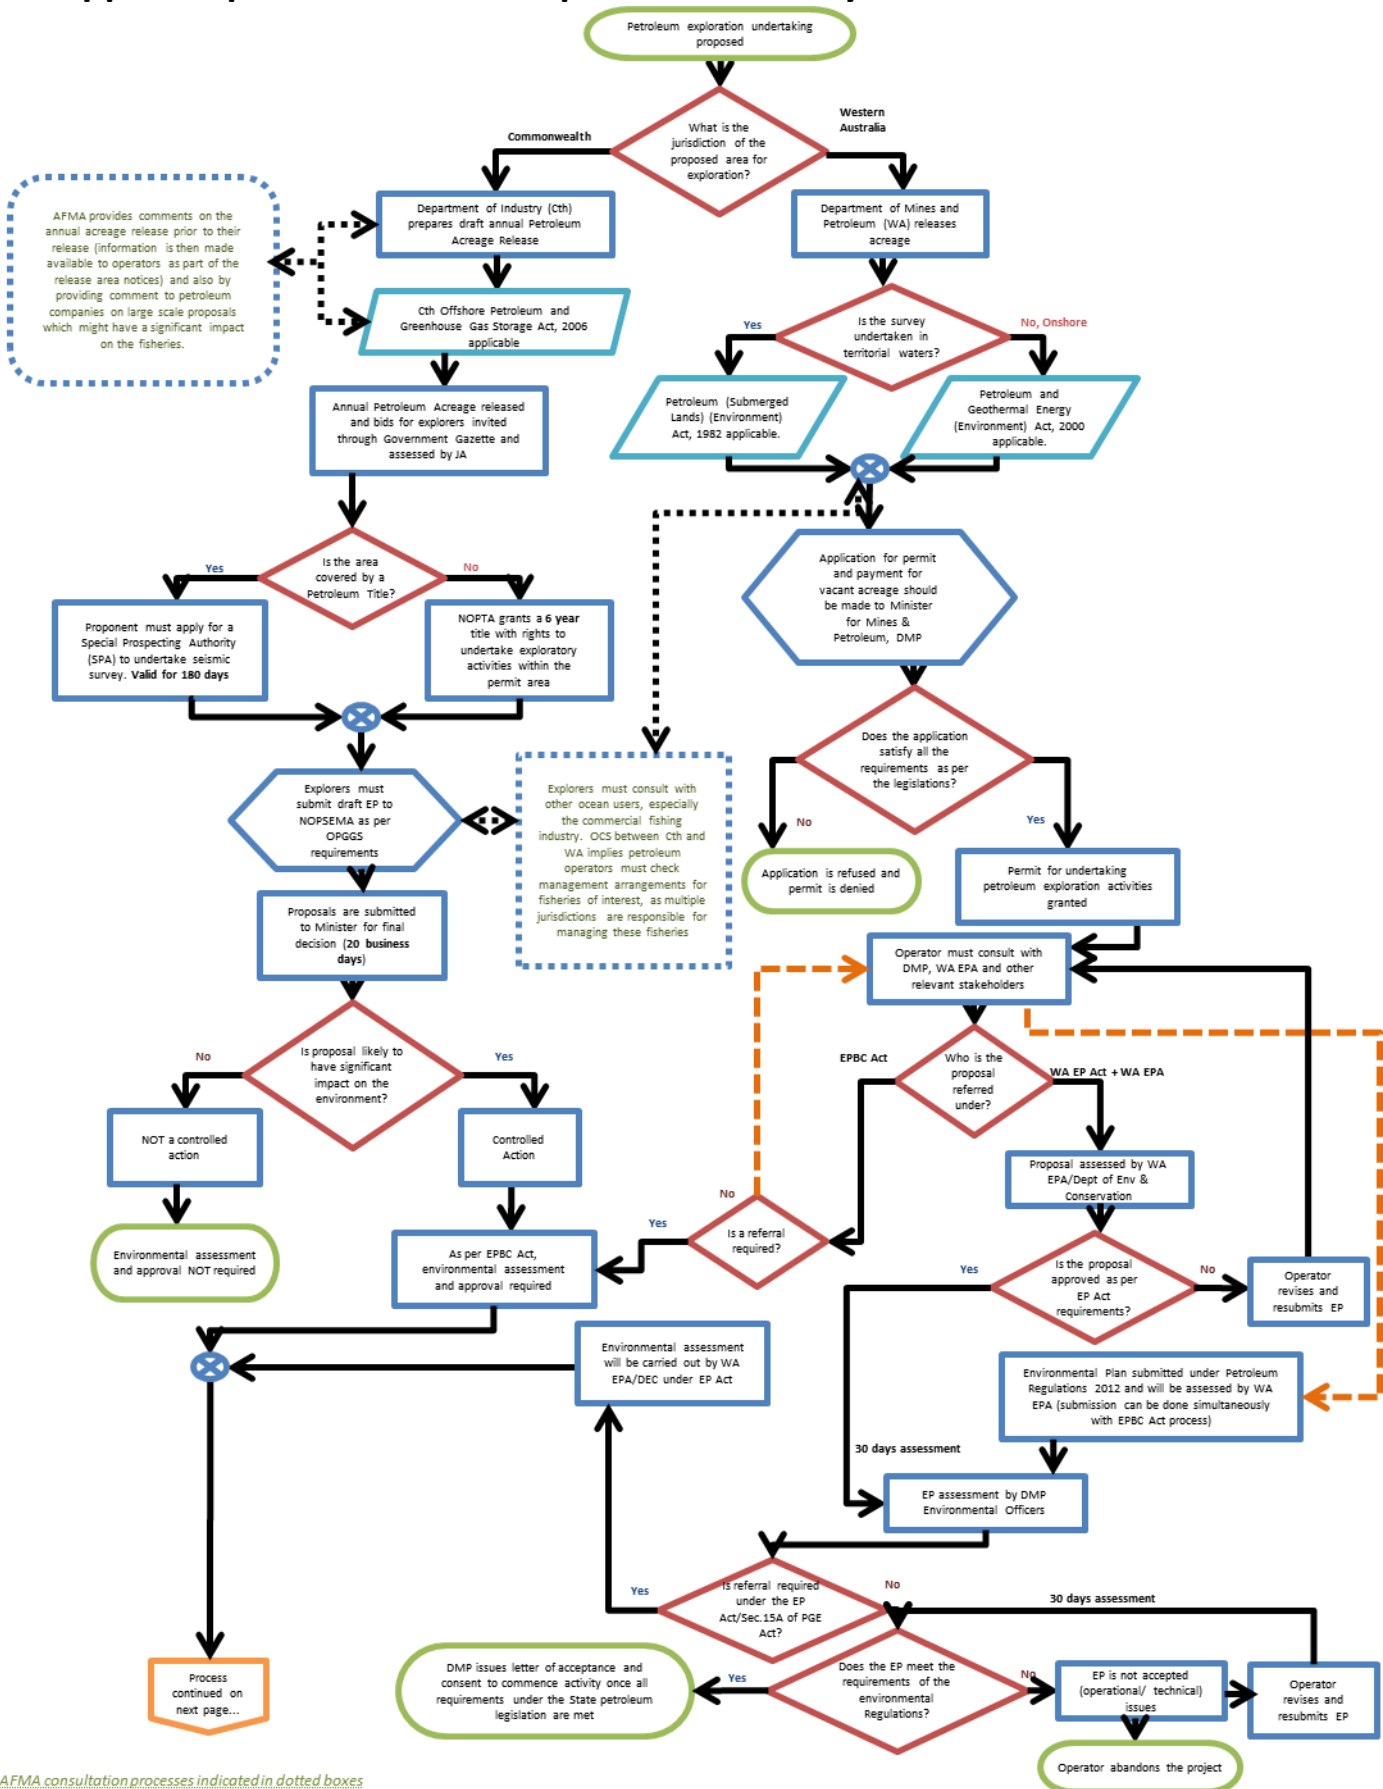 Petroleum exploration undertaking
proposed
What is the
jurisdiction of the
proposed area for
exploration?
Commonwealth
Western
Australia
AFMA provides comments on the
annual acreage release prior to their
release (information is then made
available to operators as part of the
release area notices) and also by
providing comment to petroleum
companies on large scale proposals
which might have a significant impact
on the fisheries.
Department of Industry (Cth)
prepares draft annual Petroleum
Acreage Release
Department of Mines and
Petroleum (WA) releases
acreage
Cth Offshore Petroleum and
Greenhouse Gas Storage Act, 2006
applicable
Is the survey
undertaken in
territorial waters?
Yes
No, Onshore
Annual Petroleum Acreage released
and bids for explorers invited
through Government Gazette and
assessed by JA
Petroleum (Submerged
Lands) (Environment)
Act, 1982 applicable.
Petroleum and
Geothermal Energy
(Environment) Act, 2000
applicable.
Is the area
covered by a
Petroleum Title?
Yes
No
Application for permit
and payment for
vacant acreage should
be made to Minister
for Mines &
Petroleum, DMP
Proponent must apply for a
Special Prospecting Authority
(SPA) to undertake seismic
survey. Valid for 180 days
NOPTA grants a 6 year
title with rights to
undertake exploratory
activities within the
permit area
Does the application
satisfy all the
requirements as per
the legislations?
No
Yes
Explorers must
submit draft EP to
NOPSEMA as per
OPGGS
requirements
Explorers must consult with
other ocean users, especially
the commercial fishing
industry. OCS between Cth and
WA implies petroleum
operators must check
management arrangements for
fisheries of interest, as multiple
jurisdictions are responsible for
managing these fisheries
Application is refused and
permit is denied
Permit for undertaking
petroleum exploration activities
granted
Proposals are submitted
to Minister for final
decision (20 business
days)
Operator must consult with
DMP, WA EPA and other
relevant stakeholders
Is proposal likely to
have significant
impact on the
environment?
No
Yes
Who is the
proposal
referred
under?
EPBC Act
WA EP Act + WA EPA
NOT a controlled
action
Controlled
Action
Proposal assessed by WA
EPA/Dept of Env &
Conservation
Environmental assessment
and approval NOT required
As per EPBC Act,
environmental assessment
and approval required
Is a referral
required?
No
Yes
Is the proposal
approved as per
EP Act
requirements?
Yes
No
Operator
revises and
resubmits EP
Environmental assessment
will be carried out by WA
EPA/DEC under EP Act
Environmental Plan submitted under Petroleum
Regulations 2012 and will be assessed by WA
EPA (submission can be done simultaneously
with EPBC Act process)
30 days assessment
EP assessment by DMP
Environmental Officers
Is referral required
under the EP
Act/Sec.15A of PGE
Act?
Yes
No
30 days assessment
Process
continued on
next page...
DMP issues letter of acceptance and
consent to commence activity once all
requirements under the State petroleum
legislation are met
Yes
Does the EP meet the
requirements of the
environmental
Regulations?
No
EP is not accepted
(operational/ technical)
issues
Operator
revises and
resubmits EP
Operator abandons the project
AFMA consultation processes indicated in dotted boxes